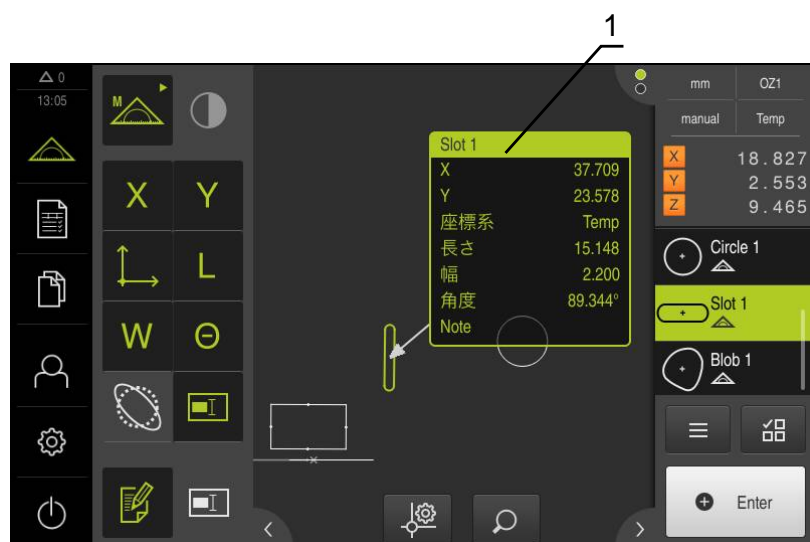 1
0
13:05
M
X Y
L
W Θ
Slot 1
X 37.709
Y 23.578
座標系 Temp
長さ 15.148
幅 2.200
角度 89.344°
Note
mm OZ1
manual Temp
X 18.827
Y 2.553
Z 9.465
Circle 1
Slot 1
Blob 1
Enter